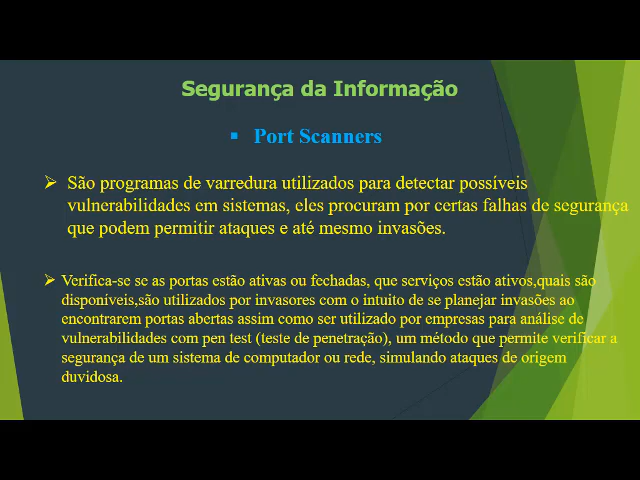 Segurança da Informação
▪ Port Scanners
➢ São programas de varredura utilizados para detectar possíveis
vulnerabilidades em sistemas, eles procuram por certas falhas de segurança
que podem permitir ataques e até mesmo invasões.
➢ Verifica-se se as portas estão ativas ou fechadas, que serviços estão ativos,quais são
disponíveis,são utilizados por invasores com o intuito de se planejar invasões ao
encontrarem portas abertas assim como ser utilizado por empresas para análise de
vulnerabilidades com pen test (teste de penetração), um método que permite verificar a
segurança de um sistema de computador ou rede, simulando ataques de origem
duvidosa.